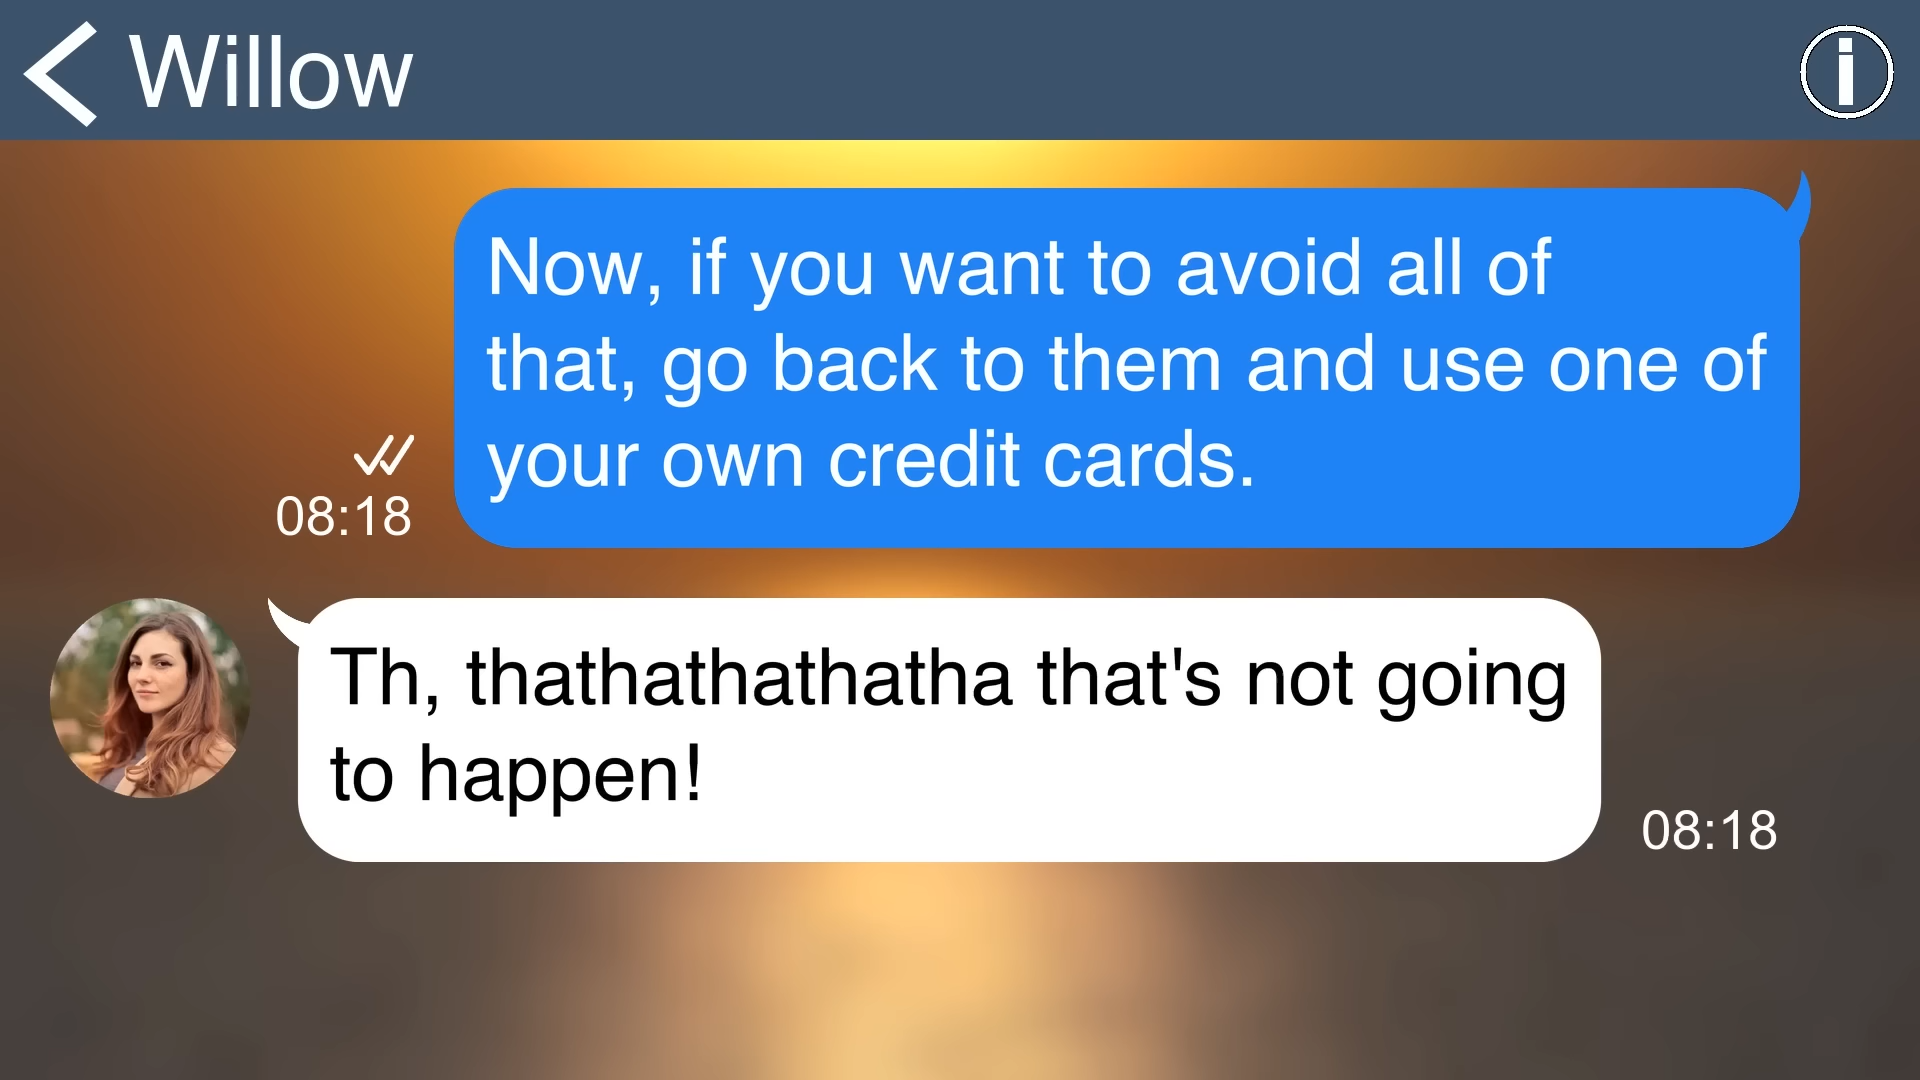 Willow
Now, if you want to avoid all of
that, go back to them and use one of
your own credit cards.
08:18
Th, thathathathatha that's not going
to happen!
08:18